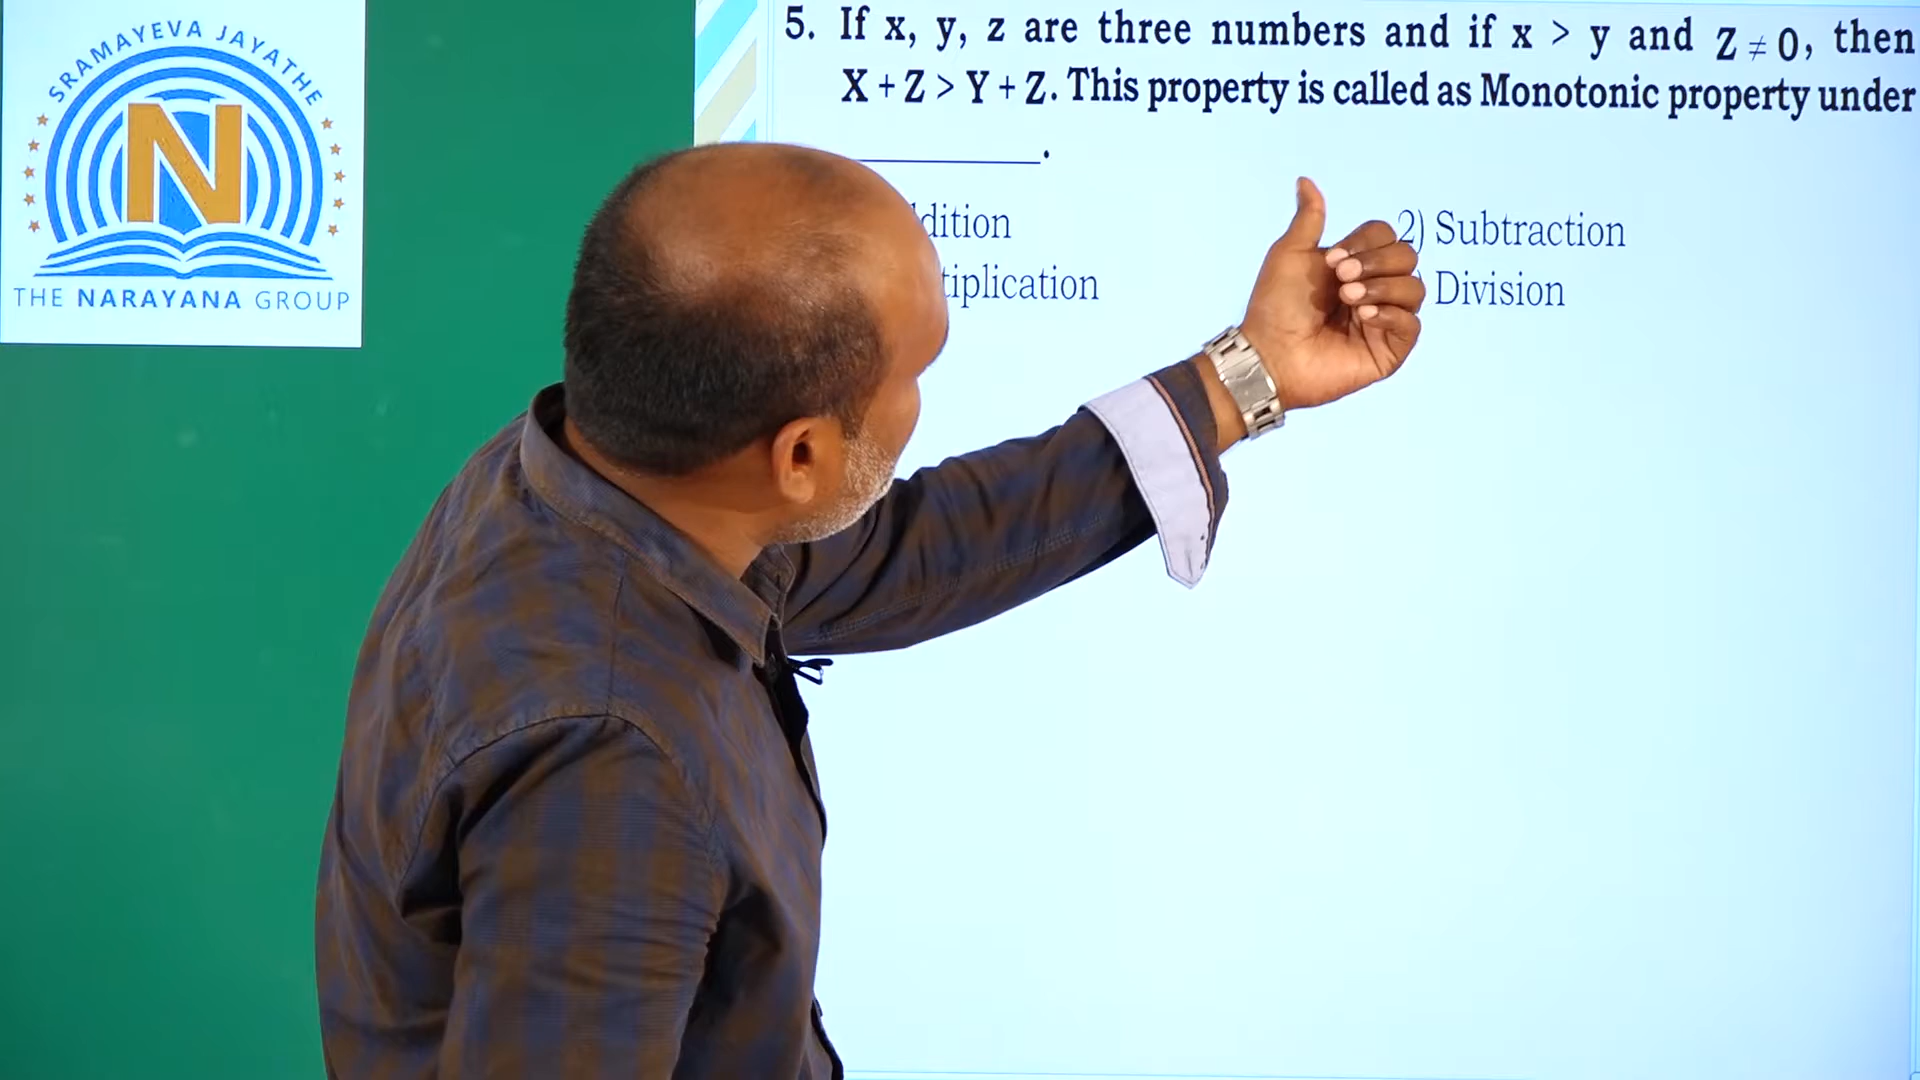 SRAMAYEVA JAYATHE
N
THE NARAYANA GROUP
5. If x, y, z are three numbers and if x > y and Z ≠ 0, then
X + Z > Y + Z. This property is called as Monotonic property under
.
dition 2) Subtraction
tiplication ) Division